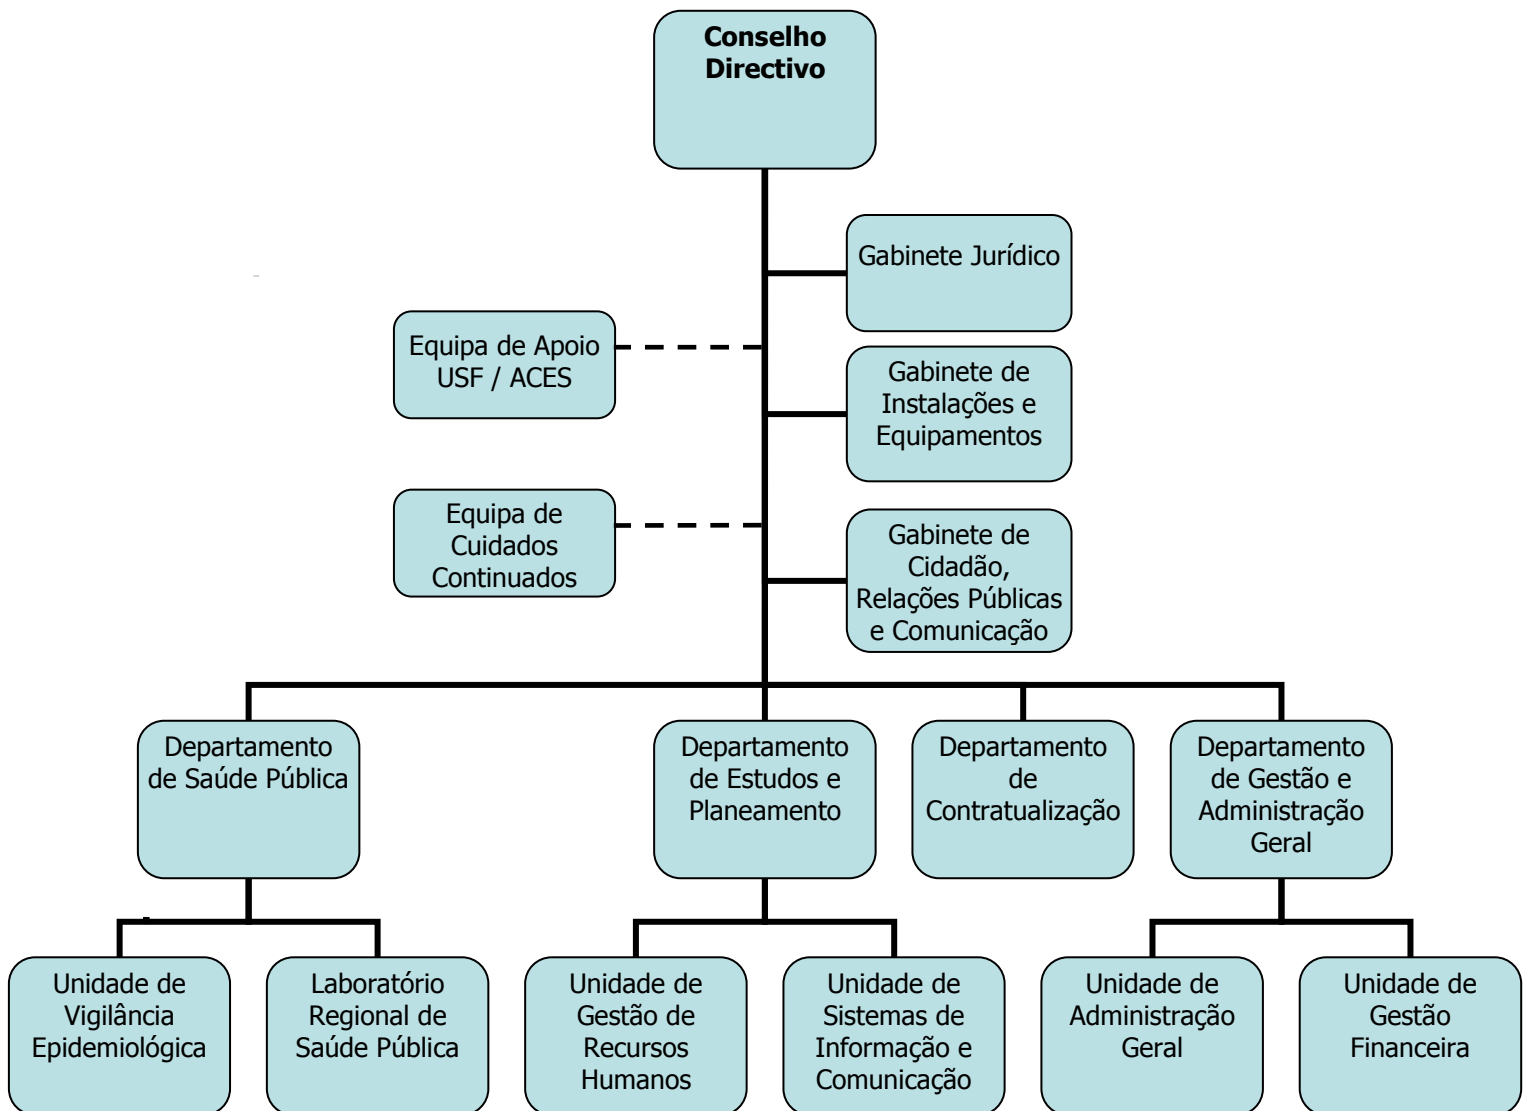 Conselho
Directivo
Gabinete Jurídico
Equipa de Apoio
USF / ACES
Gabinete de
Instalações e
Equipamentos
Equipa de
Cuidados
Continuados
Gabinete de
Cidadão,
Relações Públicas
e Comunicação
Departamento
de Saúde Pública
Departamento
de Estudos e
Planeamento
Departamento
de
Contratualização
Departamento
de Gestão e
Administração
Geral
Unidade de
Vigilância
Epidemiológica
Laboratório
Regional de
Saúde Pública
Unidade de
Gestão de
Recursos
Humanos
Unidade de
Sistemas de
Informação e
Comunicação
Unidade de
Administração
Geral
Unidade de
Gestão
Financeira